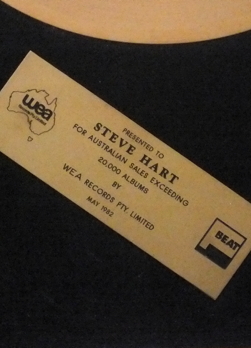 wea
PRESENTED TO
STEVE HART
FOR AUSTRALIAN SALES EXCEEDING
20,000 ALBUMS
BY
WEA RECORDS PTY. LIMITED
MAY 1982
BEAT